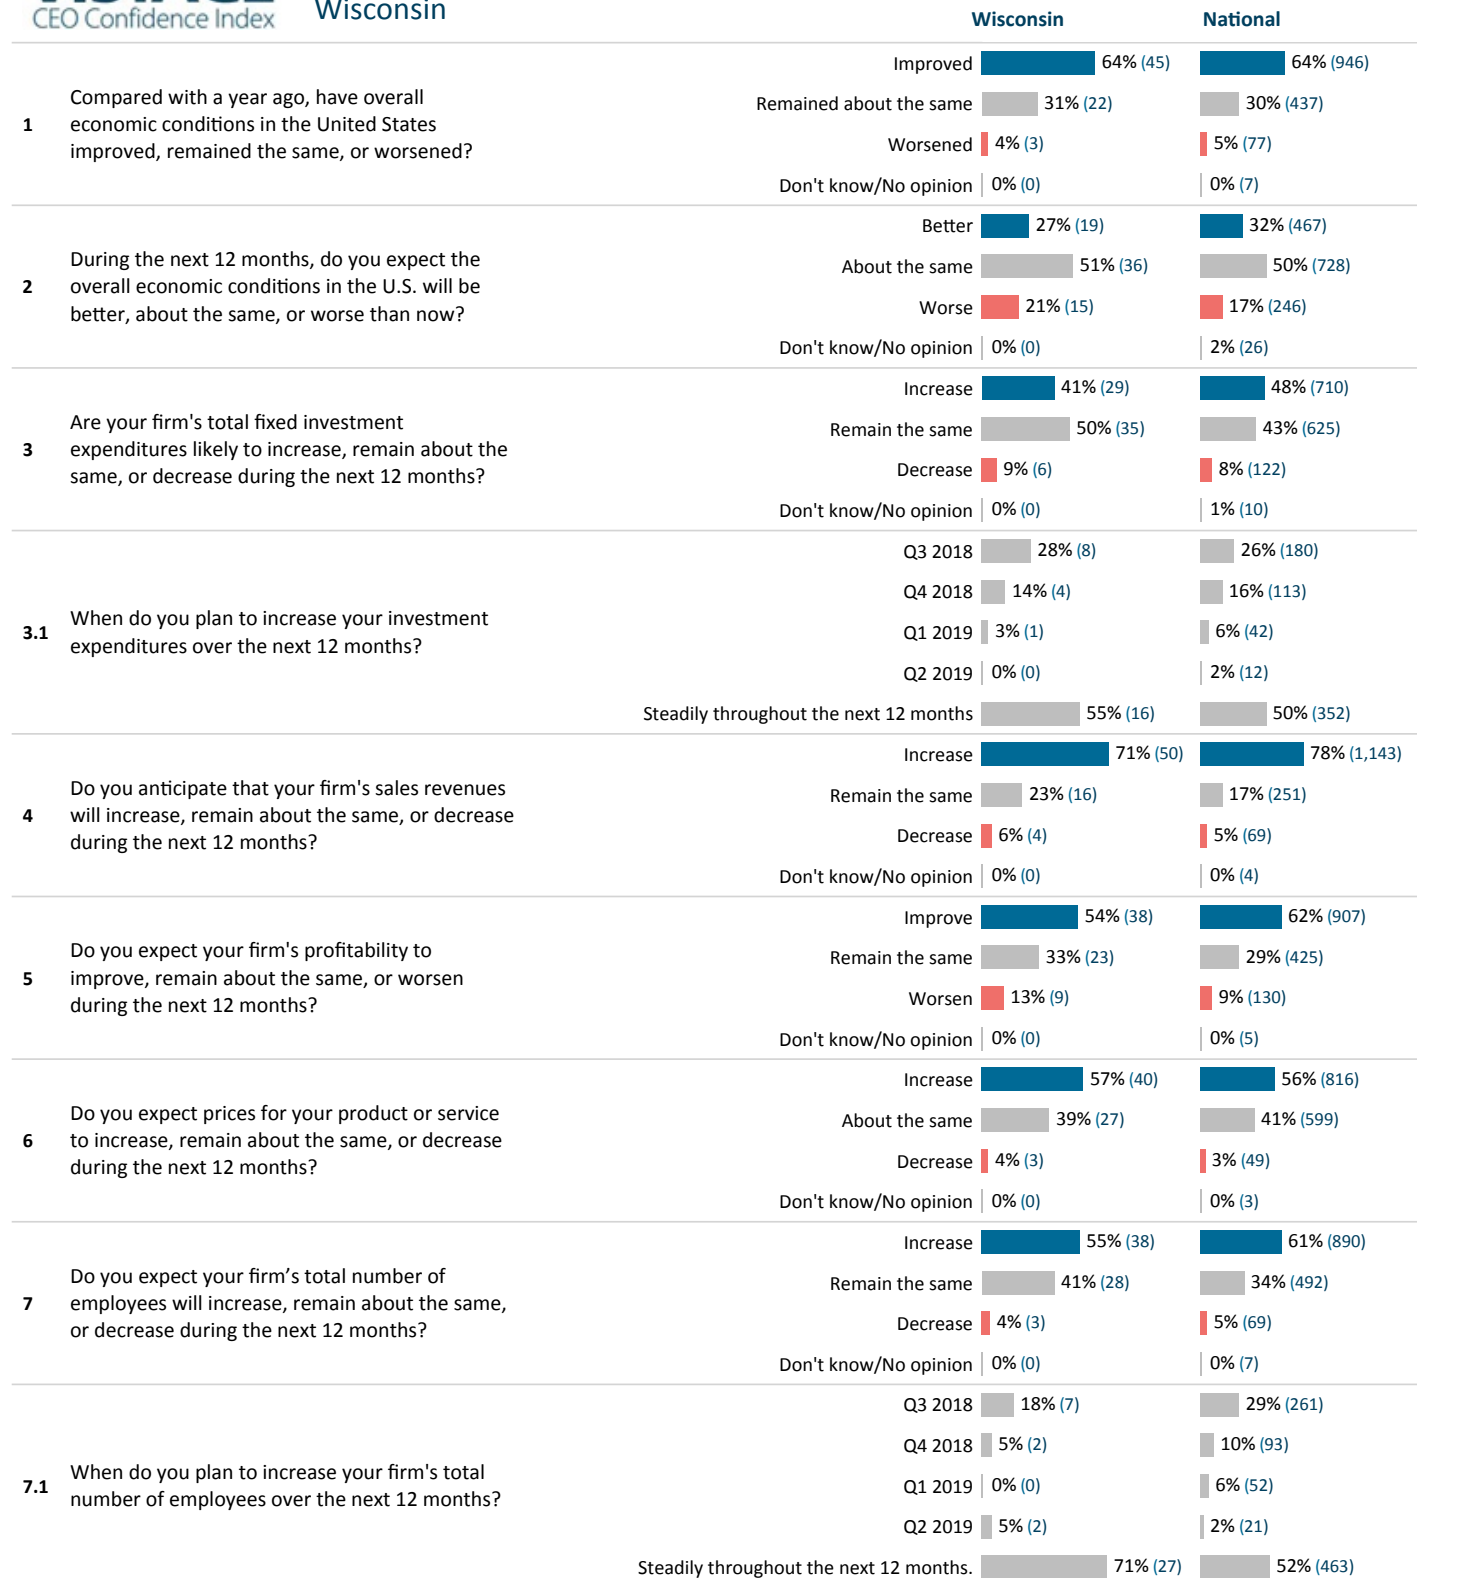 CEO Confidence Index
Wisconsin
Wisconsin National
Improved 64% (45) 64% (946)
Remained about the same 31% (22) 30% (437)
Worsened 4% (3) 5% (77)
Don't know/No opinion 0% (0) 0% (7)
1
Compared with a year ago, have overall
economic conditions in the United States
improved, remained the same, or worsened?
Better 27% (19) 32% (467)
About the same 51% (36) 50% (728)
Worse 21% (15) 17% (246)
Don't know/No opinion 0% (0) 2% (26)
2
During the next 12 months, do you expect the
overall economic conditions in the U.S. will be
better, about the same, or worse than now?
Increase 41% (29) 48% (710)
Remain the same 50% (35) 43% (625)
Decrease 9% (6) 8% (122)
Don't know/No opinion 0% (0) 1% (10)
3
Are your firm's total fixed investment
expenditures likely to increase, remain about the
same, or decrease during the next 12 months?
Q3 2018 28% (8) 26% (180)
Q4 2018 14% (4) 16% (113)
Q1 2019 3% (1) 6% (42)
Q2 2019 0% (0) 2% (12)
Steadily throughout the next 12 months 55% (16) 50% (352)
3.1
When do you plan to increase your investment
expenditures over the next 12 months?
Increase 71% (50) 78% (1,143)
Remain the same 23% (16) 17% (251)
Decrease 6% (4) 5% (69)
Don't know/No opinion 0% (0) 0% (4)
4
Do you anticipate that your firm's sales revenues
will increase, remain about the same, or decrease
during the next 12 months?
Improve 54% (38) 62% (907)
Remain the same 33% (23) 29% (425)
Worsen 13% (9) 9% (130)
Don't know/No opinion 0% (0) 0% (5)
5
Do you expect your firm's profitability to
improve, remain about the same, or worsen
during the next 12 months?
Increase 57% (40) 56% (816)
About the same 39% (27) 41% (599)
Decrease 4% (3) 3% (49)
Don't know/No opinion 0% (0) 0% (3)
6
Do you expect prices for your product or service
to increase, remain about the same, or decrease
during the next 12 months?
Increase 55% (38) 61% (890)
Remain the same 41% (28) 34% (492)
Decrease 4% (3) 5% (69)
Don't know/No opinion 0% (0) 0% (7)
7
Do you expect your firm’s total number of
employees will increase, remain about the same,
or decrease during the next 12 months?
Q3 2018 18% (7) 29% (261)
Q4 2018 5% (2) 10% (93)
Q1 2019 0% (0) 6% (52)
Q2 2019 5% (2) 2% (21)
Steadily throughout the next 12 months. 71% (27) 52% (463)
7.1
When do you plan to increase your firm's total
number of employees over the next 12 months?